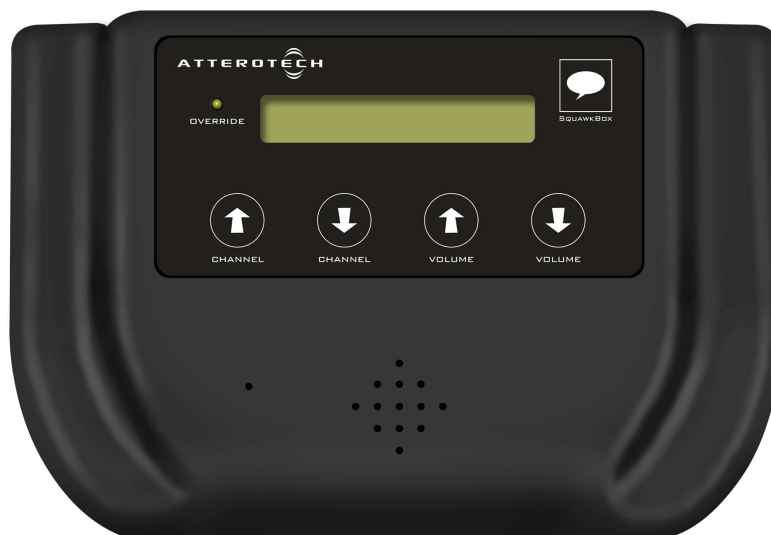 ATTEROTECH
OVERRIDE
SQUAWKBOX
CHANNEL
CHANNEL
VOLUME
VOLUME